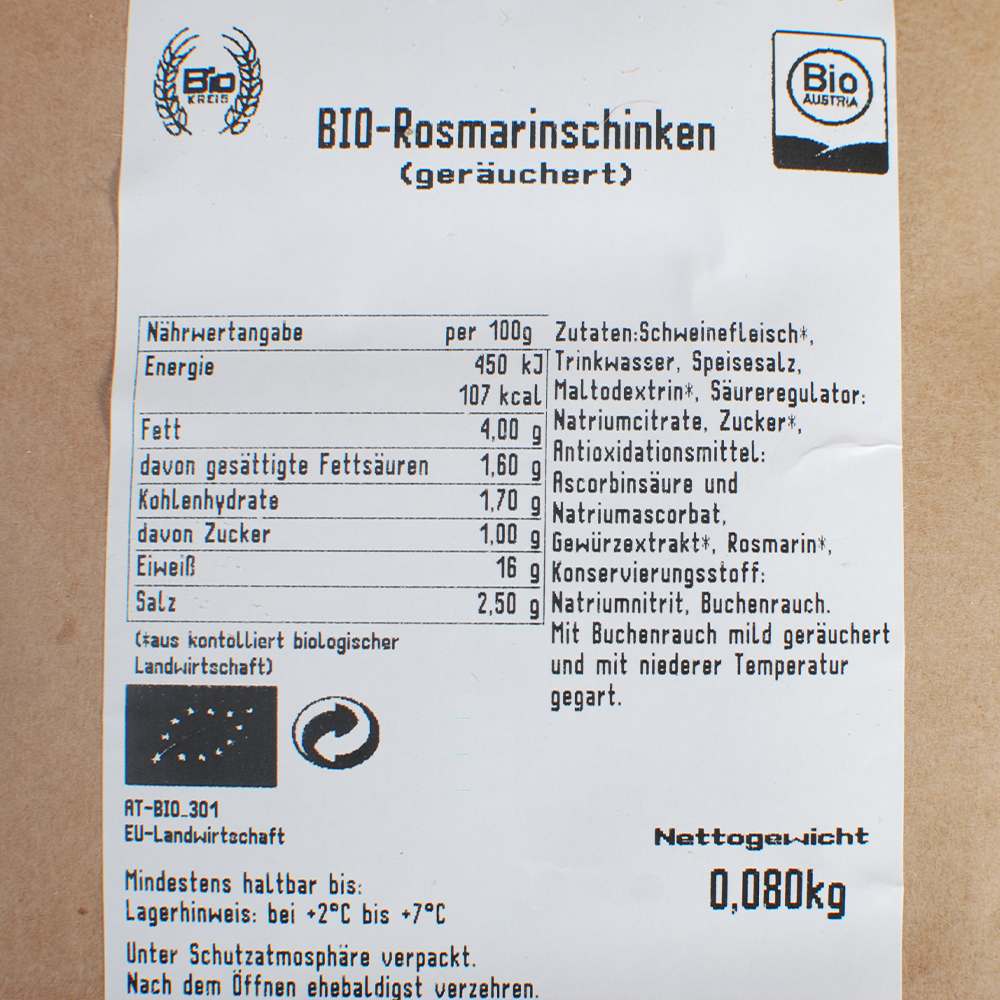 Bio
KREIS
Bio
AUSTRIA
BIO-Rosmarinschinken
(geräuchert)
Nährwertangabe per 100g
Energie 450 kJ
107 kcal
Fett 4,00 g
davon gesättigte Fettsäuren 1,60 g
Kohlenhydrate 1,70 g
davon Zucker 1,00 g
Eiweiß 16 g
Salz 2,50 g
(*aus kontolliert biologischer
Landwirtschaft)
Zutaten:Schweinefleisch*,
Trinkwasser, Speisesalz,
Maltodextrin*, Säureregulator:
Natriumcitrate, Zucker*,
Antioxidationsmittel:
Ascorbinsäure und
Natriumascorbat,
Gewürzextrakt*, Rosmarin*,
Konservierungsstoff:
Natriumnitrit, Buchenrauch.
Mit Buchenrauch mild geräuchert
und mit niederer Temperatur
gegart.
AT-BIO_301
EU-Landwirtschaft
Nettogewicht
0,080kg
Mindestens haltbar bis:
Lagerhinweis: bei +2°C bis +7°C
Unter Schutzatmosphäre verpackt.
Nach dem Öffnen ehebaldigst verzehren.